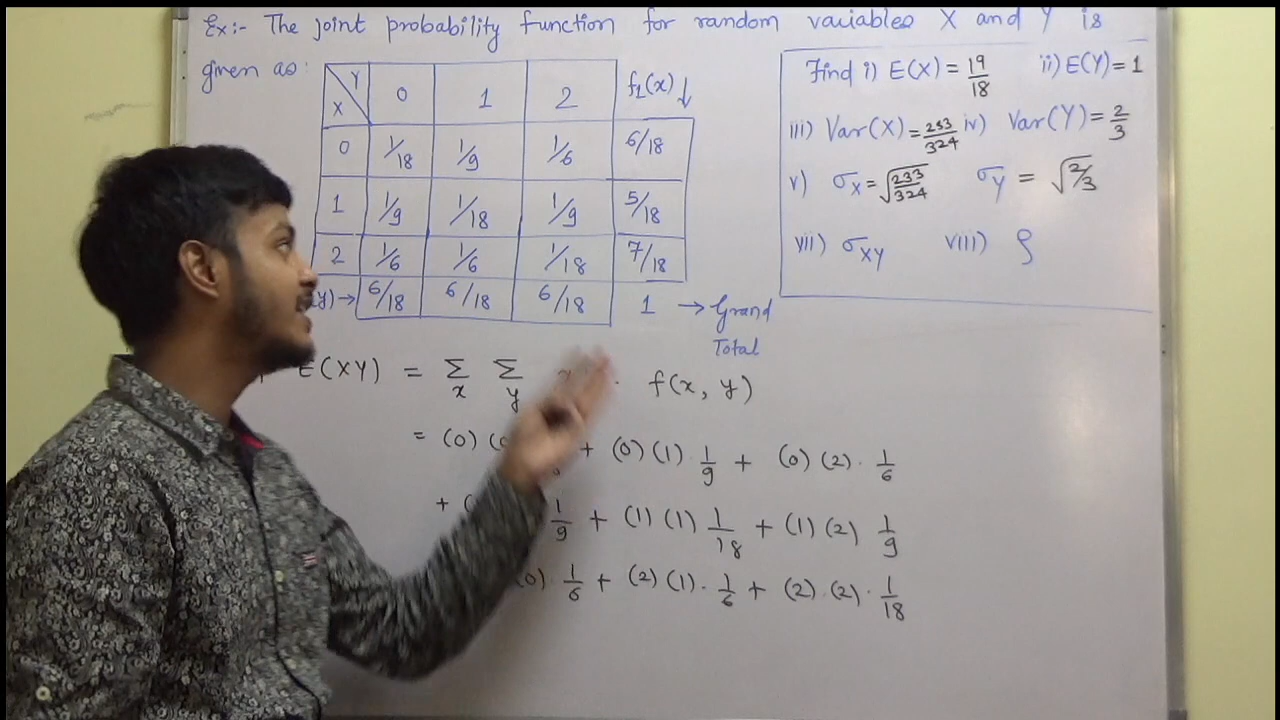 Ex:- The joint probability function for random variables X and Y is
given as:
Y
X
0 1 2 f1(x) ↓
0 1/18 1/9 1/6 6/18
1 1/9 1/18 1/9 5/18
2 1/6 1/6 1/18 7/18
y) → 6/18 6/18 6/18 1 → Grand
Total
Find i) E(X) = 19/18 ii) E(Y) = 1
iii) Var(X) = 233/324 iv) Var(Y) = 2/3
v) σX = √233/324 σY = √2/3
vii) σXY viii) ρ
E(XY) = Σx Σy x . f(x, y)
= (0) (0 + (0) (1) . 1/9 + (0) (2) . 1/6
+ ( 1/9 + (1) (1) 1/18 + (1) (2) 1/9
0) . 1/6 + (2) (1) . 1/6 + (2) . (2) . 1/18